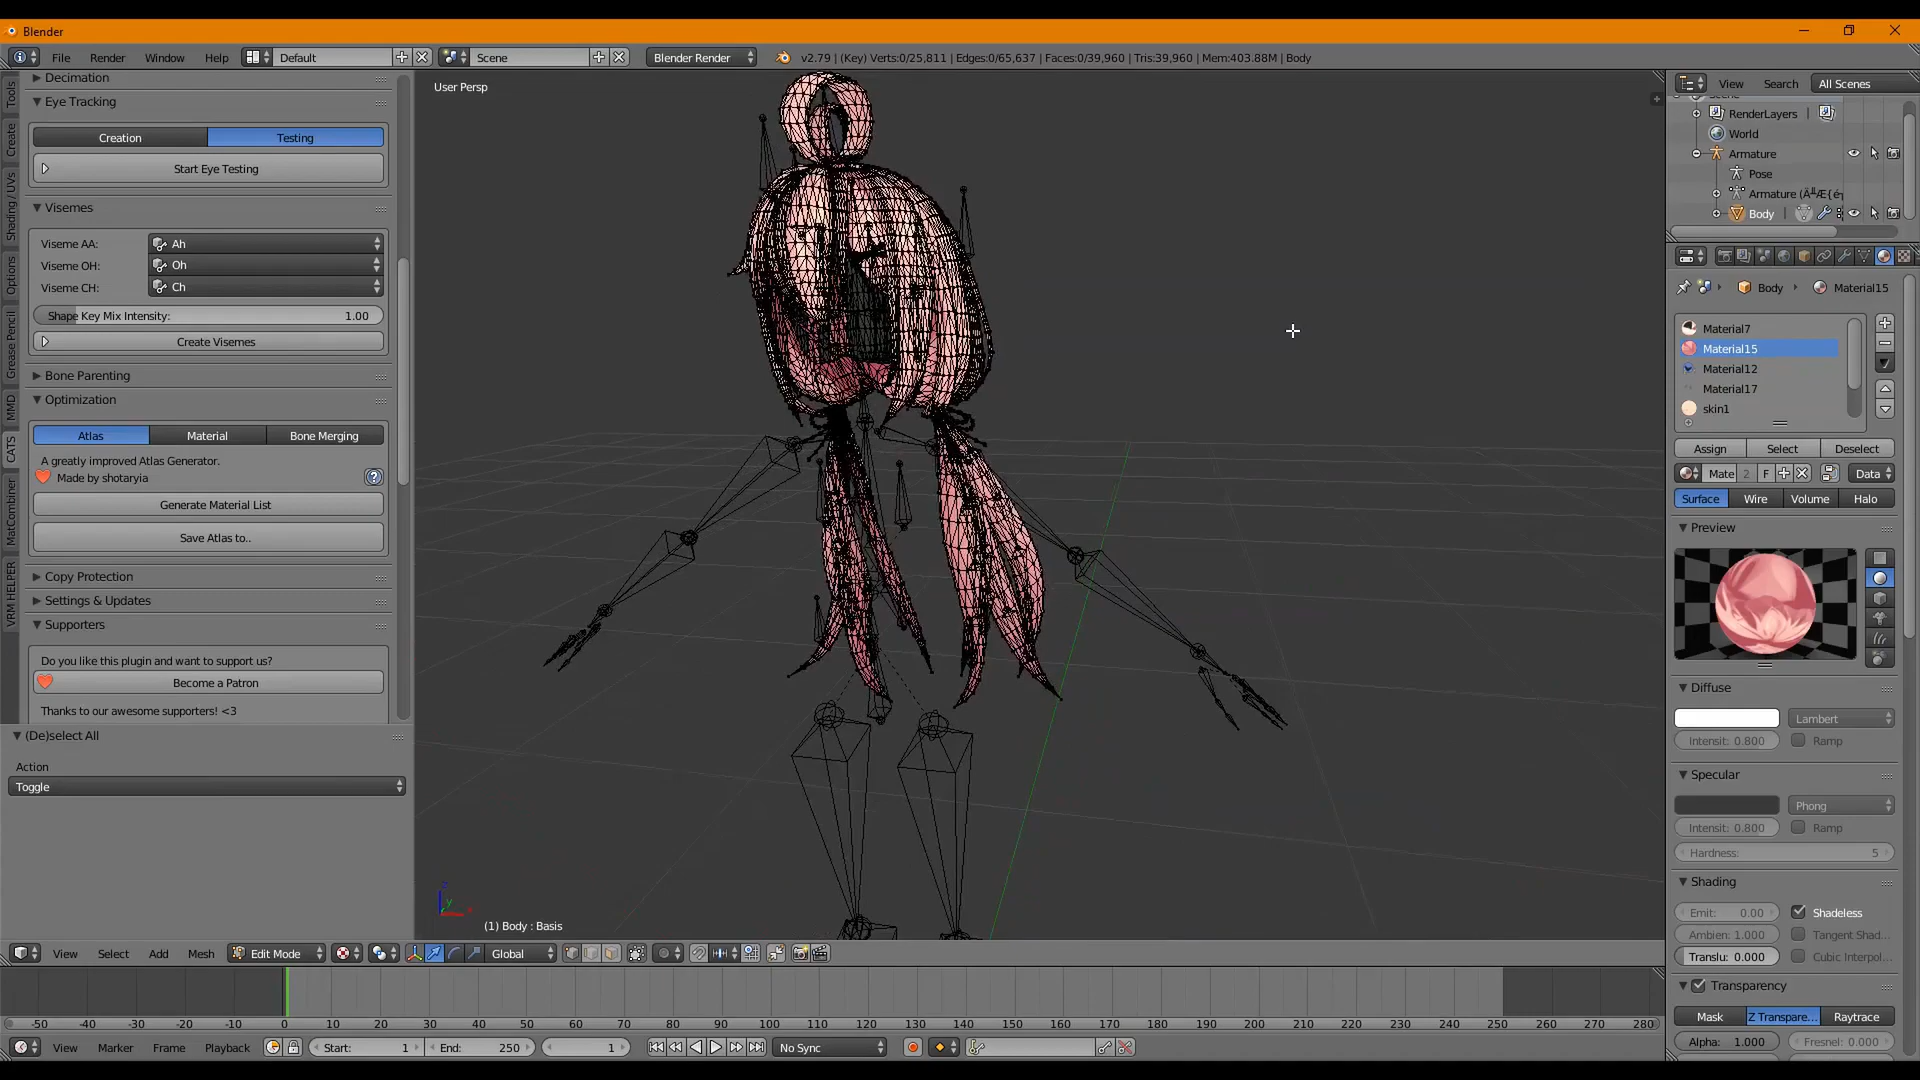 Blender
File Render Window Help Default Scene Blender Render v2.79 | (Key) Verts:0/25,811 | Edges:0/65,637 | Faces:0/39,960 | Tris:39,960 | Mem:403.88M | Body
Tools
Create
Shading / UVs
Options
Grease Pencil
MMD
CATS
MatCombiner
VRM HELPER
Decimation
Eye Tracking
Creation Testing
Start Eye Testing
Visemes
Viseme AA: Ah
Viseme OH: Oh
Viseme CH: Ch
Shape Key Mix Intensity: 1.00
Create Visemes
Bone Parenting
Optimization
Atlas Material Bone Merging
A greatly improved Atlas Generator.
Made by shotaryia
Generate Material List
Save Atlas to..
Copy Protection
Settings & Updates
Supporters
Do you like this plugin and want to support us?
Become a Patron
Thanks to our awesome supporters! <3
(De)select All
Action
Toggle
User Persp
(1) Body : Basis
View Select Add Mesh Edit Mode Global
-50 -40 -30 -20 -10 0 10 20 30 40 50 60 70 80 90 100 110 120 130 140 150 160 170 180 190 200 210 220 230 240 250 260 270 280
View Marker Frame Playback Start: 1 End: 250 1 No Sync
View Search All Scenes
RenderLayers |
World
Armature
Pose
Armature
Body
Body Material15
Material7
Material15
Material12
Material17
skin1
Assign Select Deselect
Mate 2 F Data
Surface Wire Volume Halo
Preview
Diffuse
Lambert
Intensit: 0.800 Ramp
Specular
Phong
Intensit: 0.800 Ramp
Hardness: 5
Shading
Emit: 0.00 Shadeless
Ambien: 1.000 Tangent Shad...
Translu: 0.000 Cubic Interpol...
Transparency
Mask Z Transpare... Raytrace
Alpha: 1.000 Fresnel: 0.000